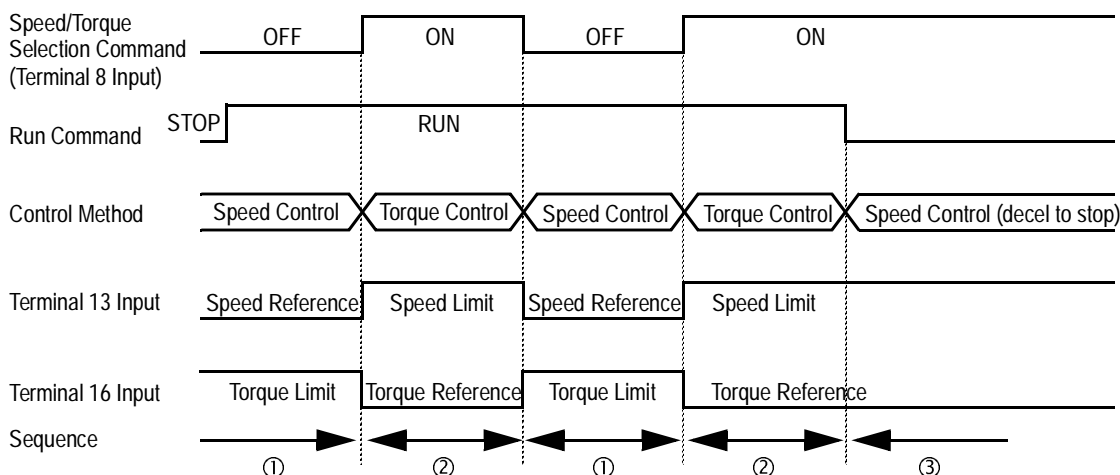 Speed/Torque
Selection Command
(Terminal 8 Input)
OFF ON OFF ON
Run Command STOP RUN
Control Method Speed Control Torque Control Speed Control Torque Control Speed Control (decel to stop)
Terminal 13 Input Speed Reference Speed Limit Speed Reference Speed Limit
Terminal 16 Input Torque Limit Torque Reference Torque Limit Torque Reference
Sequence
① ② ① ② ③